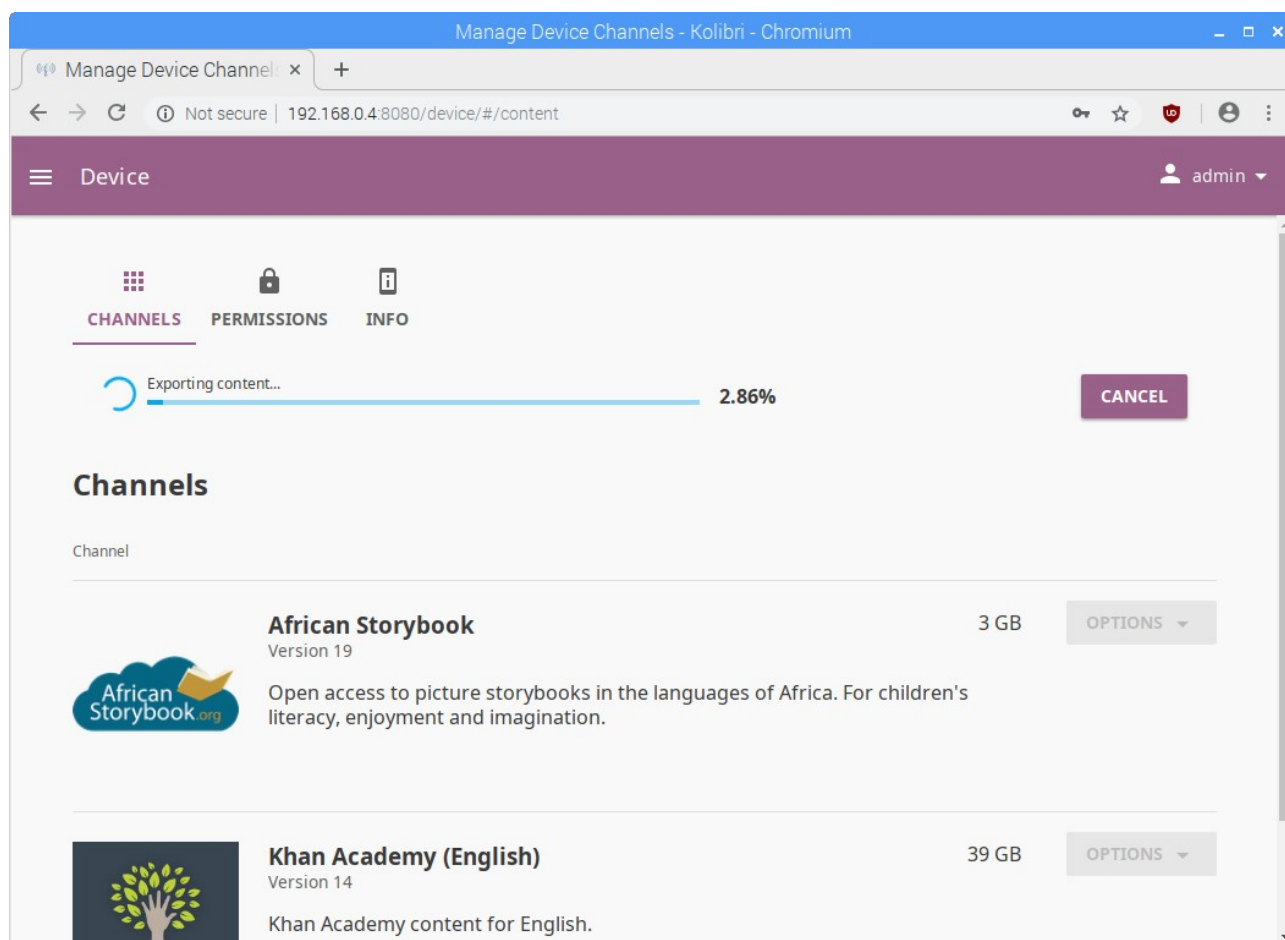 Manage Device Channels - Kolibri - Chromium
Manage Device Channel
Not secure | 192.168.0.4:8080/device/#/content
Device
admin
CHANNELS PERMISSIONS INFO
Exporting content...
2.86%
CANCEL
Channels
Channel
African Storybook
3 GB
OPTIONS
Version 19
African
Storybook.org
Open access to picture storybooks in the languages of Africa. For children's
literacy, enjoyment and imagination.
Khan Academy (English)
39 GB
OPTIONS
Version 14
Khan Academy content for English.